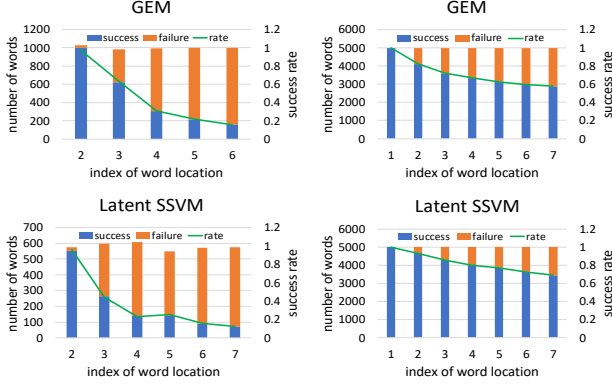 GEM
success failure rate
1200
1000
800
600
400
200
0
1.2
1
0.8
0.6
0.4
0.2
0
number of words
success rate
2 3 4 5 6
index of word location
GEM
success failure rate
6000
5000
4000
3000
2000
1000
0
1.2
1
0.8
0.6
0.4
0.2
0
number of words
success rate
1 2 3 4 5 6 7
index of word location
Latent SSVM
success failure rate
700
600
500
400
300
200
100
0
1.2
1
0.8
0.6
0.4
0.2
0
number of words
success rate
2 3 4 5 6 7
index of word location
Latent SSVM
success failure rate
6000
5000
4000
3000
2000
1000
0
1.2
1
0.8
0.6
0.4
0.2
0
number of words
success rate
1 2 3 4 5 6 7
index of word location